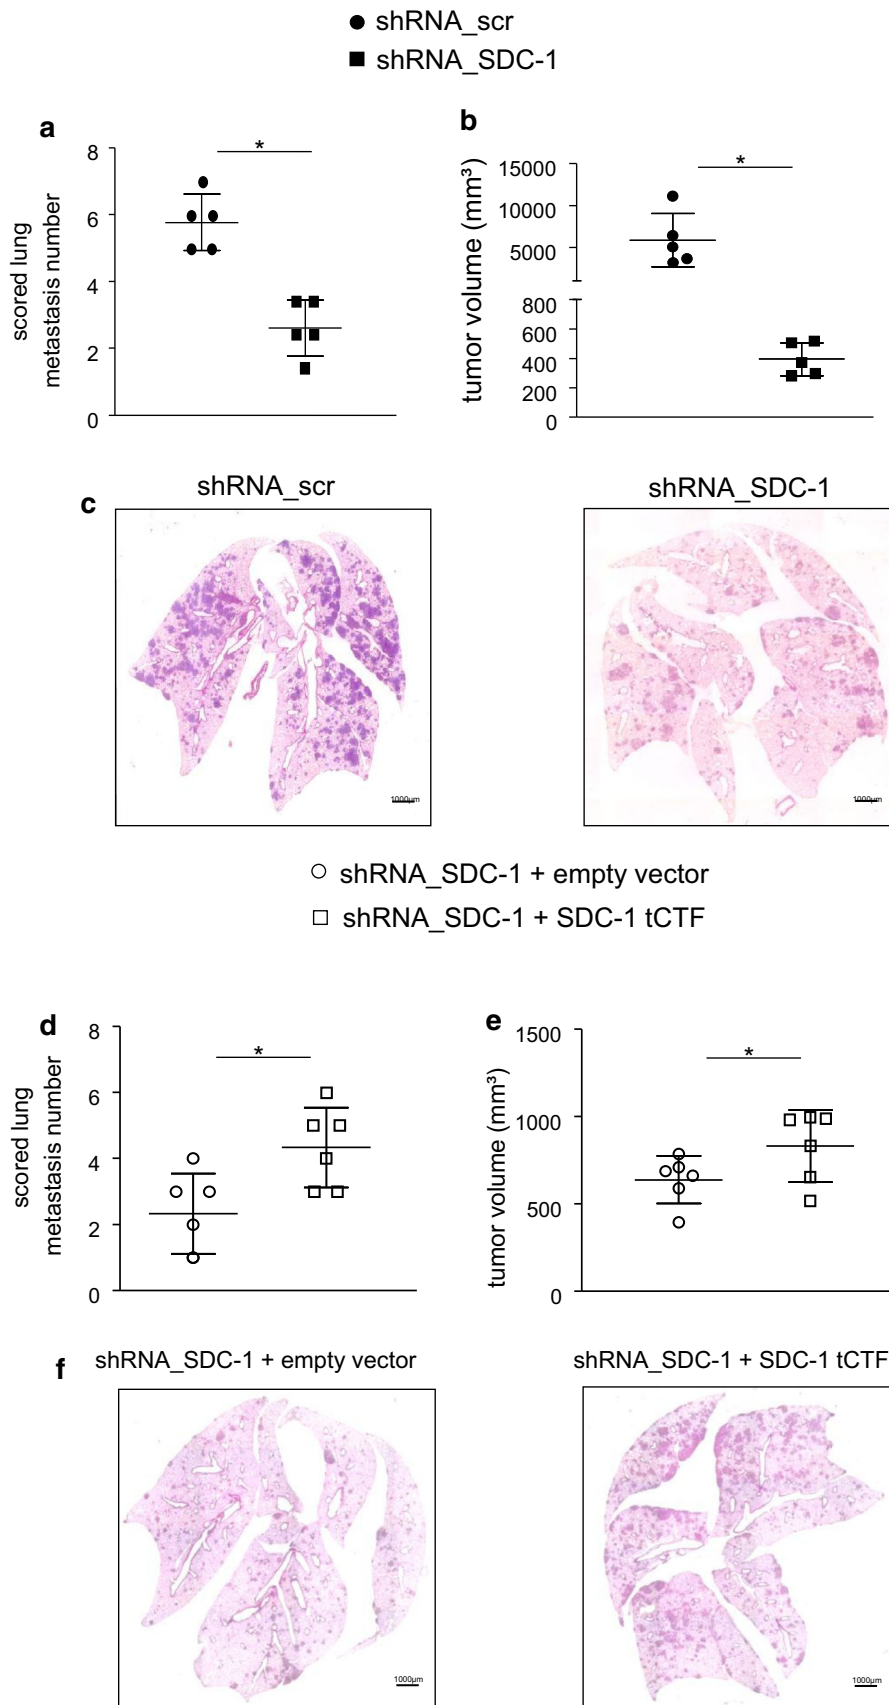 shRNA_scr
shRNA_SDC-1
a
scored lung
metastasis number
8
6
4
2
0
*
b
tumor volume (mm³)
15000
10000
5000
800
600
400
200
0
*
c
shRNA_scr
shRNA_SDC-1
1000µm
1000µm
shRNA_SDC-1 + empty vector
shRNA_SDC-1 + SDC-1 tCTF
d
scored lung
metastasis number
8
6
4
2
0
*
e
tumor volume (mm³)
1500
1000
500
0
*
f
shRNA_SDC-1 + empty vector
shRNA_SDC-1 + SDC-1 tCTF
1000µm
1000µm